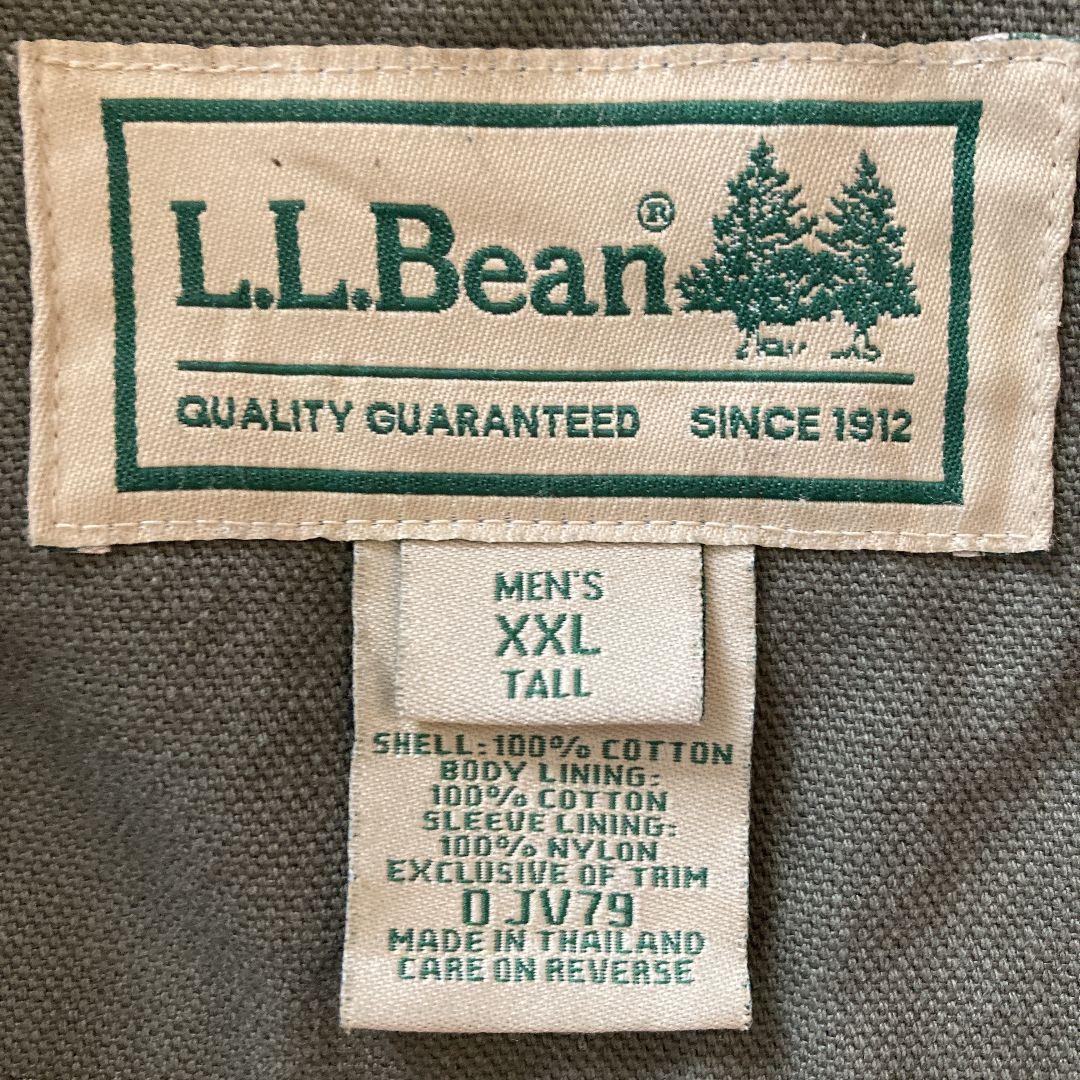 L.L.Bean®
QUALITY GUARANTEED SINCE 1912
MEN'S
XXL
TALL
SHELL: 100% COTTON
BODY LINING:
100% COTTON
SLEEVE LINING:
100% NYLON
EXCLUSIVE OF TRIM
0 JV79
MADE IN THAILAND
CARE ON REVERSE